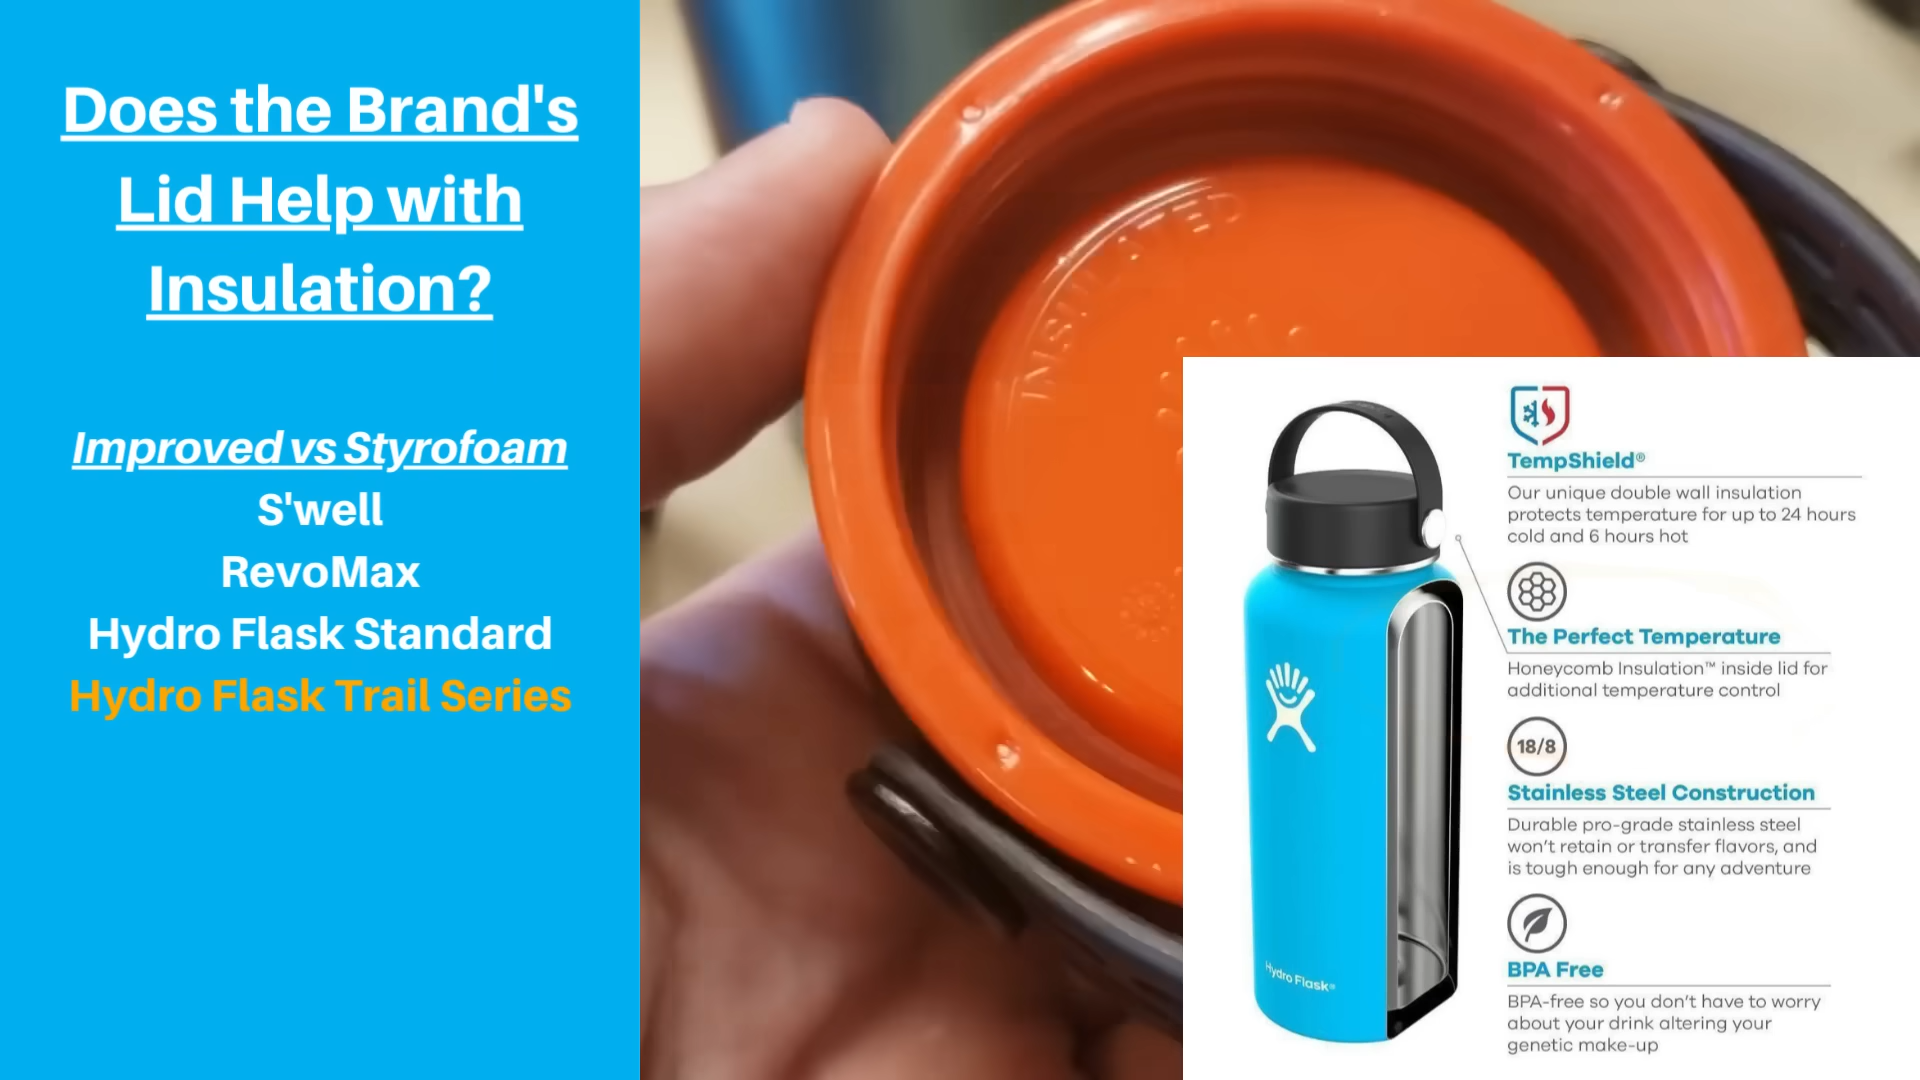 Does the Brand's
Lid Help with
Insulation?
Improved vs Styrofoam
S'well
RevoMax
Hydro Flask Standard
Hydro Flask Trail Series
INSULATED
TempShield®
Our unique double wall insulation
protects temperature for up to 24 hours
cold and 6 hours hot
The Perfect Temperature
Honeycomb Insulation™ inside lid for
additional temperature control
18/8
Stainless Steel Construction
Durable pro-grade stainless steel
won't retain or transfer flavors, and
is tough enough for any adventure
BPA Free
BPA-free so you don't have to worry
about your drink altering your
genetic make-up
Hydro Flask®